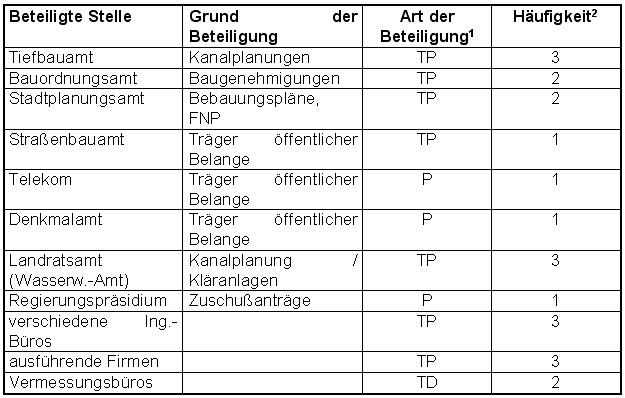 Beteiligte Stelle Grund der Art der Häufigkeit²
Beteiligung Beteiligung¹
Tiefbauamt Kanalplanungen TP 3
Bauordnungsamt Baugenehmigungen TP 2
Stadtplanungsamt Bebauungspläne, TP 2
FNP
Straßenbauamt Träger öffentlicher TP 1
Belange
Telekom Träger öffentlicher P 1
Belange
Denkmalamt Träger öffentlicher P 1
Belange
Landratsamt Kanalplanung / TP 3
(Wasserw.-Amt) Kläranlagen
Regierungspräsidium Zuschußanträge P 1
verschiedene Ing.- TP 3
Büros
ausführende Firmen TP 3
Vermessungsbüros TD 2